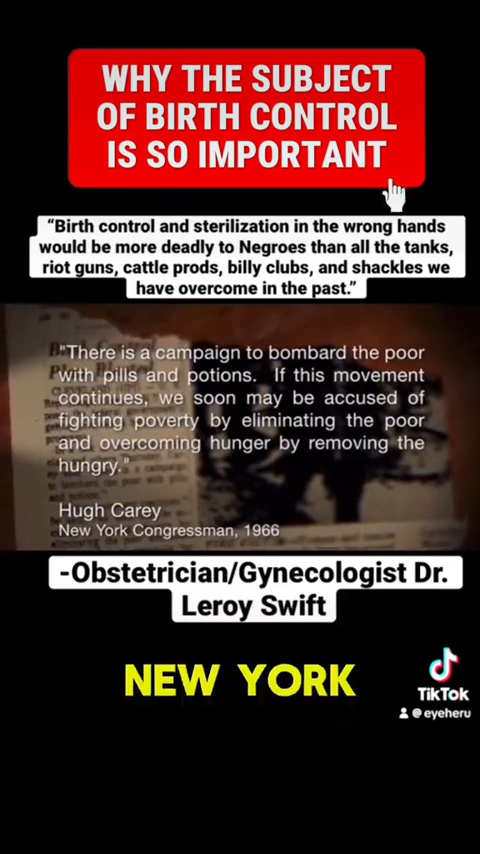 WHY THE SUBJECT
OF BIRTH CONTROL
IS SO IMPORTANT
“Birth control and sterilization in the wrong hands
would be more deadly to Negroes than all the tanks,
riot guns, cattle prods, billy clubs, and shackles we
have overcome in the past.”
"There is a campaign to bombard the poor
with pills and potions. If this movement
continues, we soon may be accused of
fighting poverty by eliminating the poor
and overcoming hunger by removing the
hungry."
Hugh Carey
New York Congressman, 1966
-Obstetrician/Gynecologist Dr.
Leroy Swift
NEW YORK
TikTok
@eyeheru